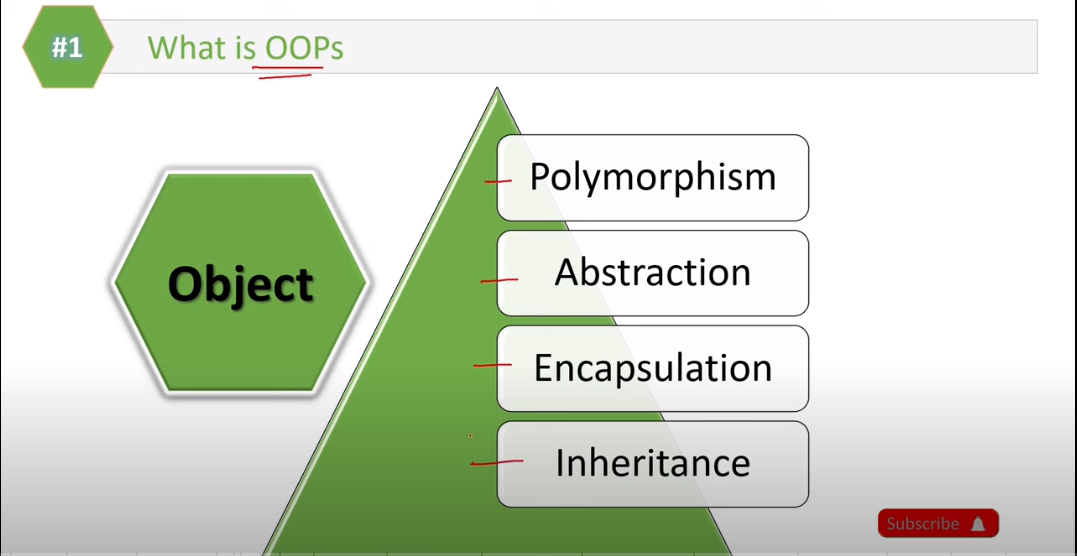 #1
What is OOPs
Object
Polymorphism
Abstraction
Encapsulation
Inheritance
Subscribe